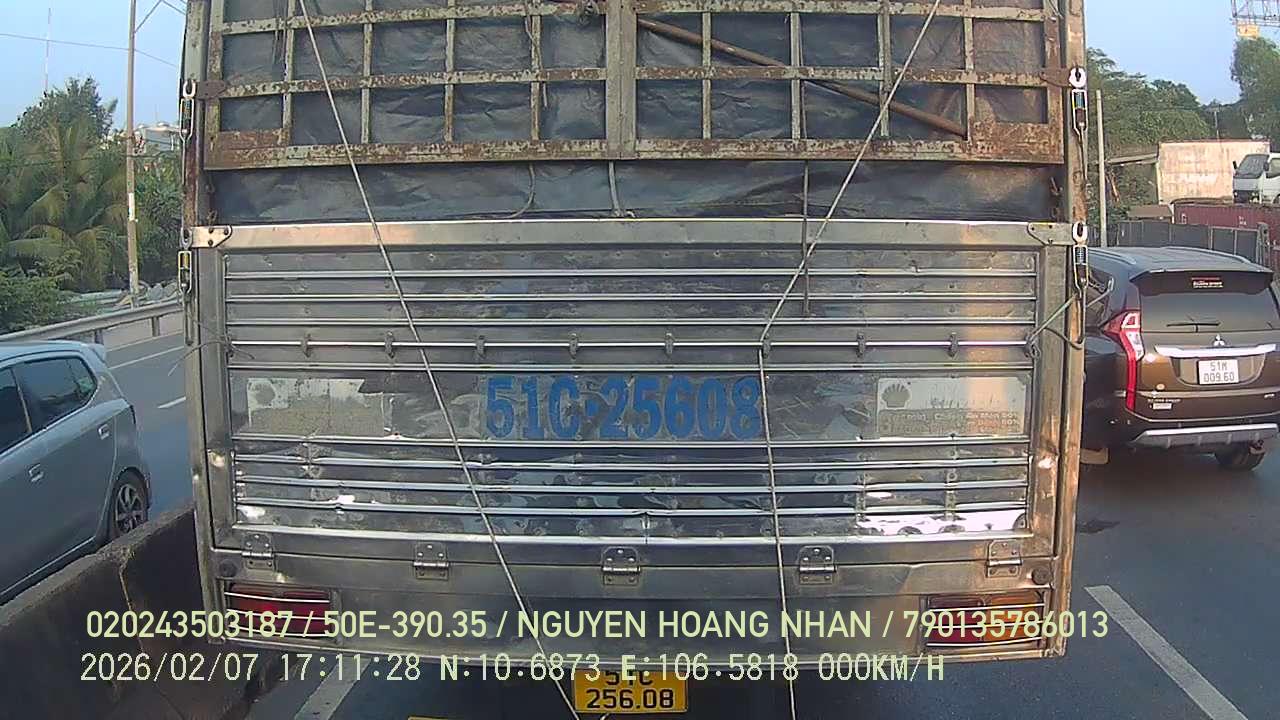 51C-25608
51M
009.60
020243503187 / 50E-390.35 / NGUYEN HOANG NHAN / 790135786013
2026/02/07 17:11:28 N:10.6873 E:106.5818 000KM/H
51C
256.08